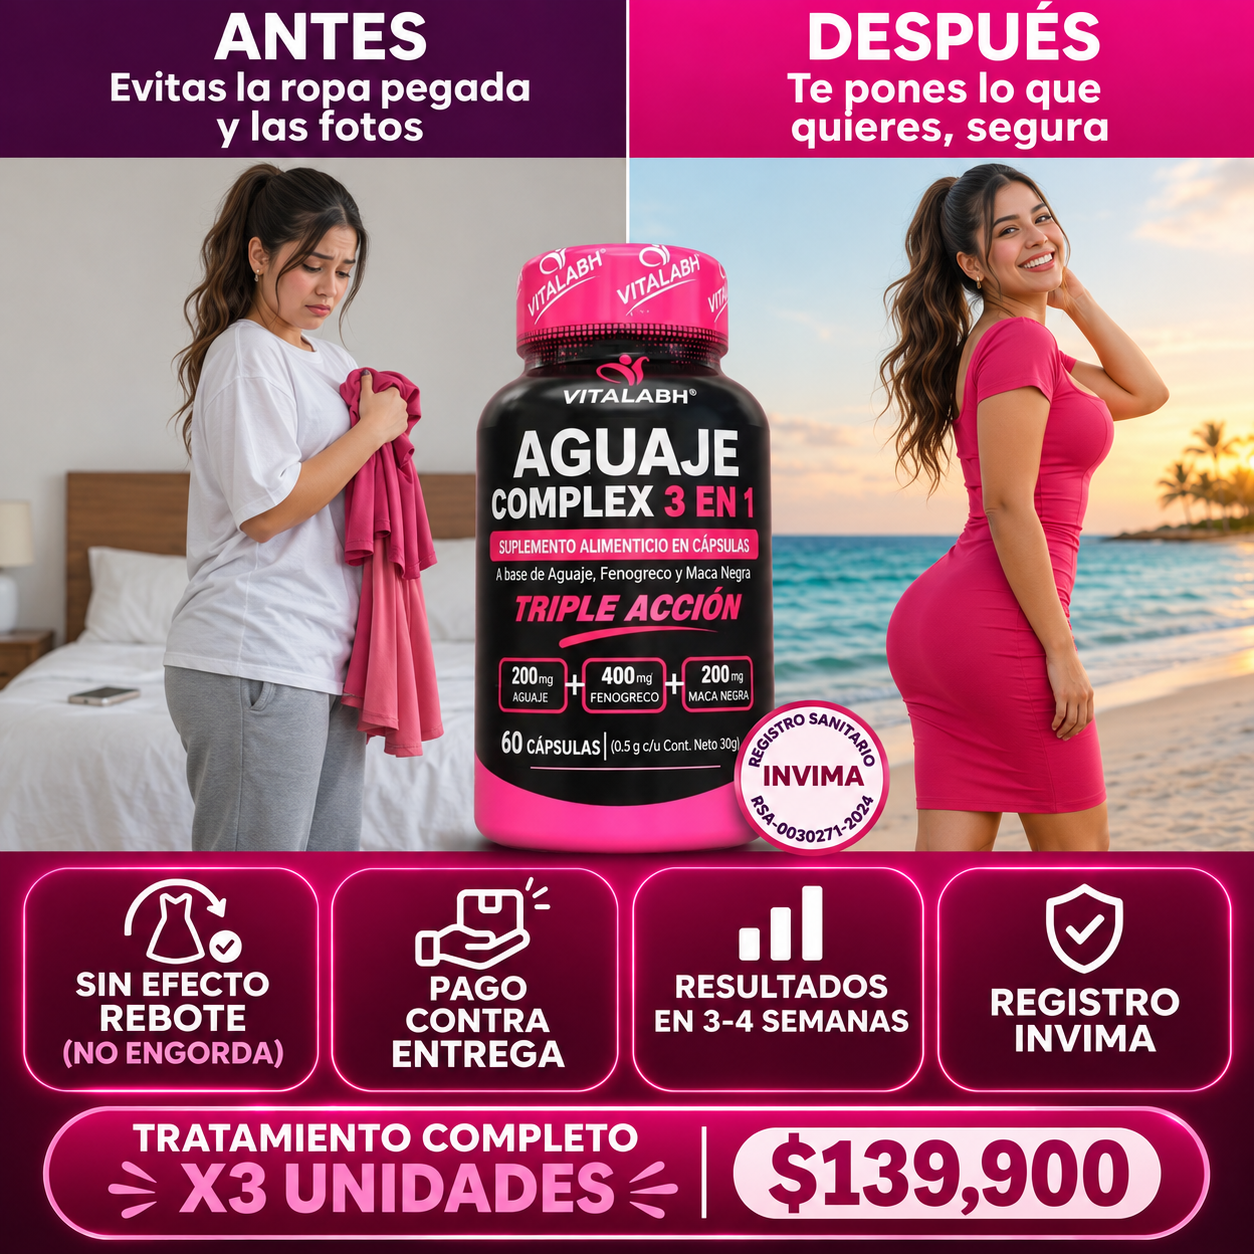 ANTES
Evitas la ropa pegada
y las fotos
DESPUÉS
Te pones lo que
quieres, segura
VITALABH®
VITALABH
VITALABH®
AGUAJE
COMPLEX 3 EN 1
SUPLEMENTO ALIMENTICIO EN CÁPSULAS
A base de Aguaje, Fenogreco y Maca Negra
TRIPLE ACCIÓN
200mg
AGUAJE
+
400mg
FENOGRECO
+
200mg
MACA NEGRA
60 CÁPSULAS
(0.5 g c/u Cont. Neto 30g)
REGISTRO SANITARIO
INVIMA
RSA-0030271-2024
SIN EFECTO
REBOTE
(NO ENGORDA)
PAGO
CONTRA
ENTREGA
RESULTADOS
EN 3-4 SEMANAS
REGISTRO
INVIMA
TRATAMIENTO COMPLETO
X3 UNIDADES
$139,900